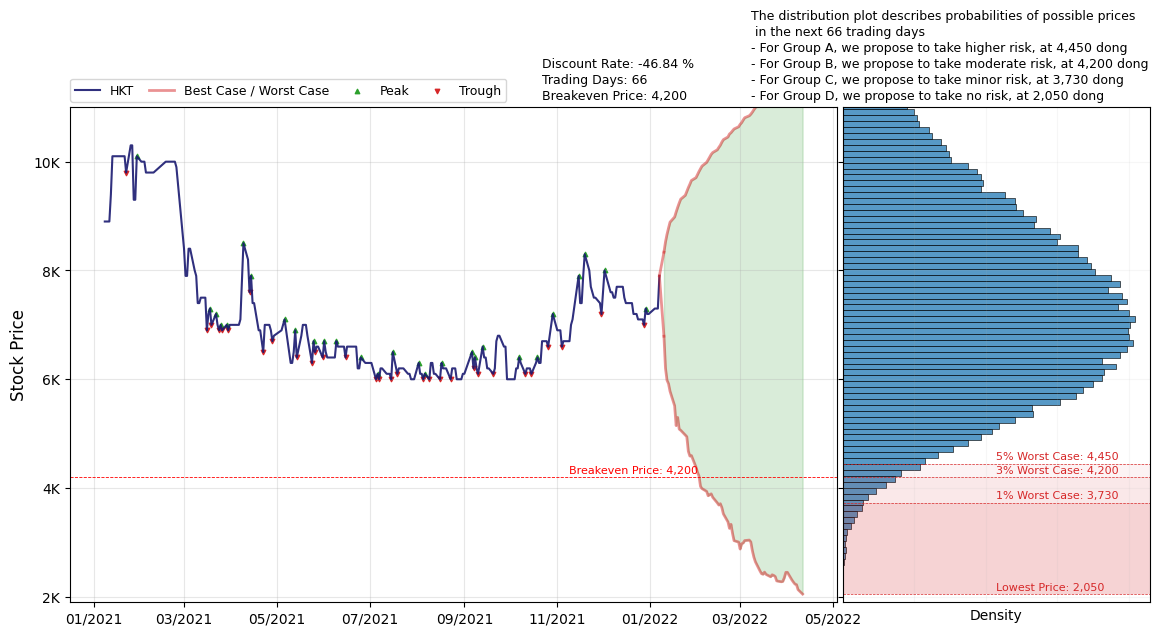 The distribution plot describes probabilities of possible prices
in the next 66 trading days
- For Group A, we propose to take higher risk, at 4,450 dong
- For Group B, we propose to take moderate risk, at 4,200 dong
- For Group C, we propose to take minor risk, at 3,730 dong
- For Group D, we propose to take no risk, at 2,050 dong
Discount Rate: -46.84 %
Trading Days: 66
Breakeven Price: 4,200
HKT
Best Case / Worst Case
Peak
Trough
Stock Price
10K
8K
6K
4K
2K
Breakeven Price: 4,200
5% Worst Case: 4,450
3% Worst Case: 4,200
1% Worst Case: 3,730
Lowest Price: 2,050
01/2021
03/2021
05/2021
07/2021
09/2021
11/2021
01/2022
03/2022
05/2022
Density